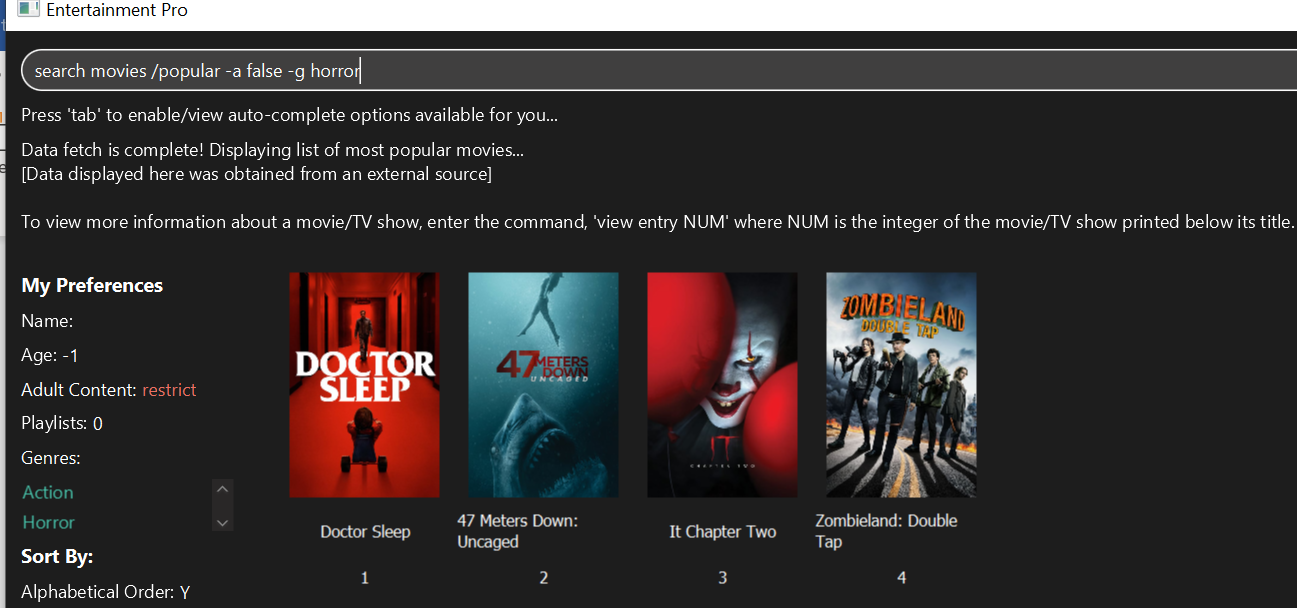 Entertainment Pro
search movies /popular -a false -g horror
Press 'tab' to enable/view auto-complete options available for you...
Data fetch is complete! Displaying list of most popular movies...
[Data displayed here was obtained from an external source]
To view more information about a movie/TV show, enter the command, 'view entry NUM' where NUM is the integer of the movie/TV show printed below its title.
My Preferences
Name:
Age: -1
Adult Content: restrict
Playlists: 0
Genres:
Action
Horror
Sort By:
Alphabetical Order: Y
DOCTOR
SLEEP
47 METERS
DOWN
UNCAGED
IT
CHAPTER TWO
ZOMBIELAND
DOUBLE TAP
Doctor Sleep
47 Meters Down:
Uncaged
It Chapter Two
Zombieland: Double
Tap
1
2
3
4